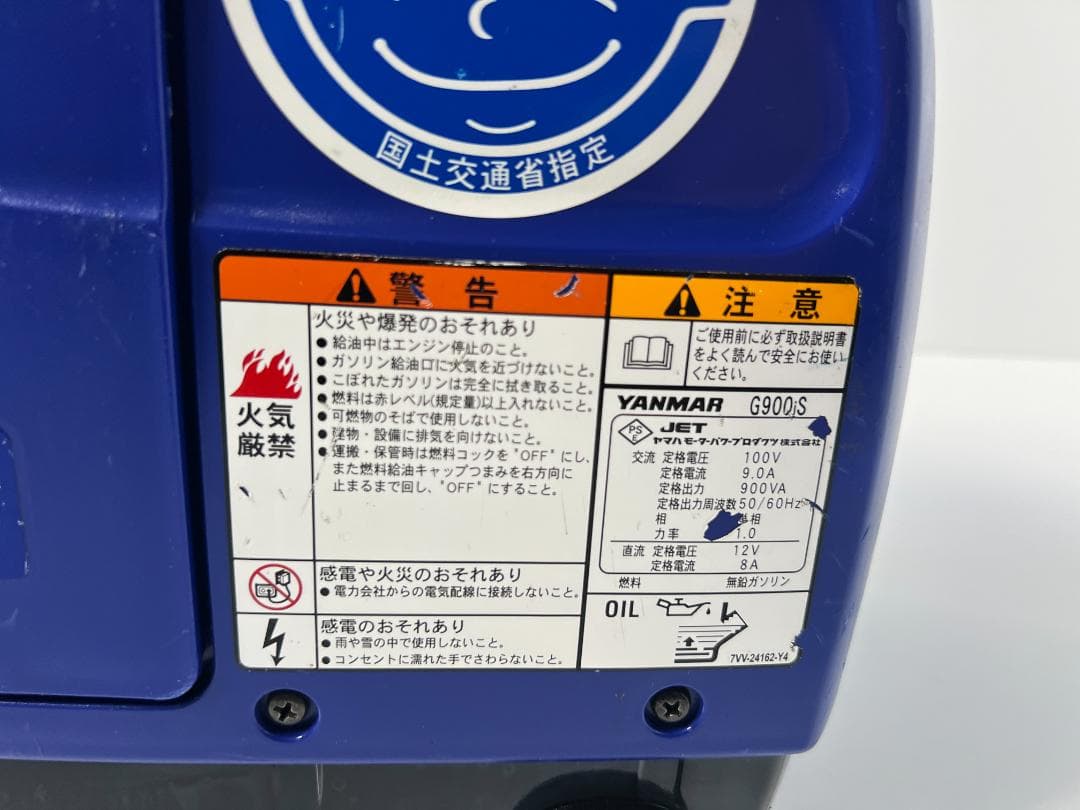 国土交通省指定
警告
火災や爆発のおそれあり
● 給油中はエンジン停止のこと。
● ガソリン給油口に火気を近づけないこと。
● こぼれたガソリンは完全に拭き取ること。
● 燃料は赤レベル(規定量)以上入れないこと。
● 可燃物のそばで使用しないこと。
● 建物・設備に排気を向けないこと。
● 運搬・保管時は燃料コックを"OFF"にし、
また燃料給油キャップつまみを右方向に
止まるまで回し、"OFF"にすること。
火気
厳禁
感電や火災のおそれあり
● 電力会社からの電気配線に接続しないこと。
感電のおそれあり
● 雨や雪の中で使用しないこと。
● コンセントに濡れた手でさわらないこと。
注意
ご使用前に必ず取扱説明書
をよく読んで安全にお使い
ください。
YANMAR G900iS
PS
E
JET
ヤマハモーターパワープロダクツ株式会社
交流 定格電圧 100V
定格電流 9.0A
定格出力 900VA
定格出力周波数 50/60Hz
相 単相
力率 1.0
直流 定格電圧 12V
定格電流 8A
燃料 無鉛ガソリン
OIL
7VV-24162-Y4